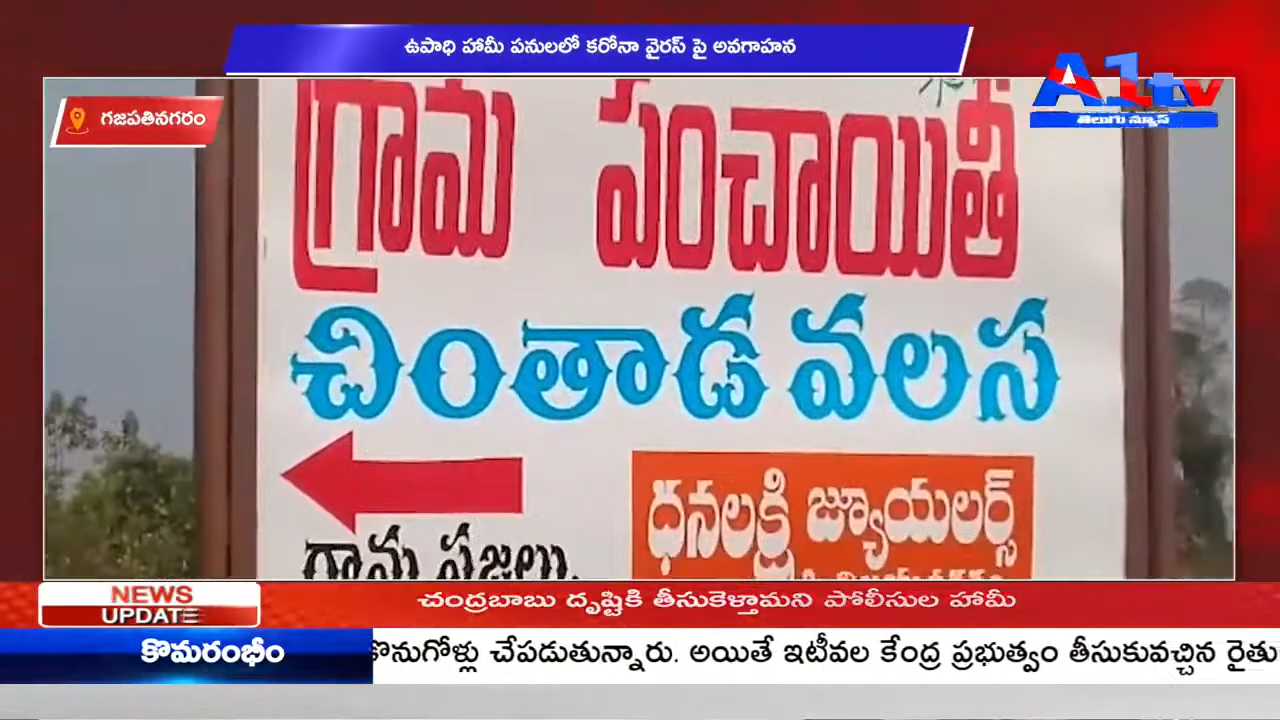 ఉపాధి హామీ పనులలో కరోనా వైరస్ పై అవగాహన
A1tv
తెలుగు న్యూస్
గజపతినగరం
గ్రామ పంచాయితీ
చింతాడ వలస
ధనలక్ష్మి జ్యూయలర్స్
గ్రామ ప్రజలు,
NEWS
UPDATE
చంద్రబాబు దృష్టికి తీసుకెళ్తామని పోలీసుల హామీ
కొమరంభీం
కొనుగోళ్లు చేపడుతున్నారు. అయితే ఇటీవల కేంద్ర ప్రభుత్వం తీసుకువచ్చిన రైతు